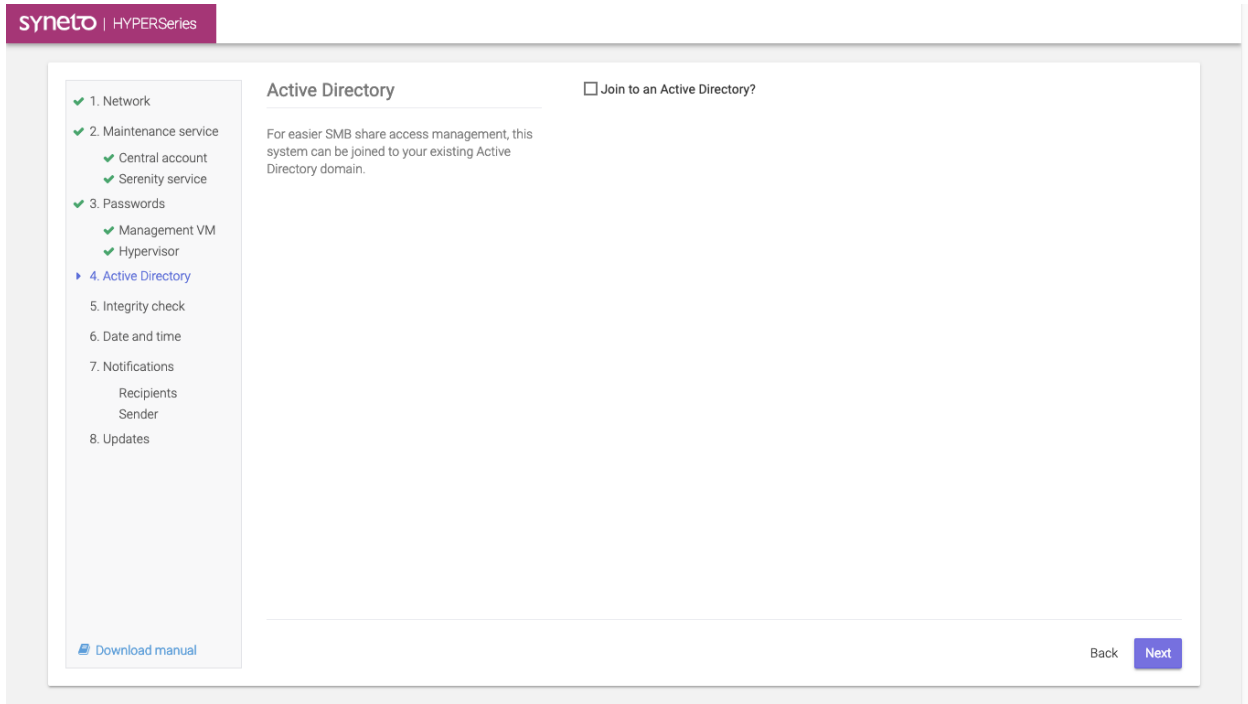 syneto | HYPERSeries
1. Network
2. Maintenance service
Central account
Serenity service
3. Passwords
Management VM
Hypervisor
4. Active Directory
5. Integrity check
6. Date and time
7. Notifications
Recipients
Sender
8. Updates
Download manual
Active Directory
For easier SMB share access management, this
system can be joined to your existing Active
Directory domain.
Join to an Active Directory?
Back
Next